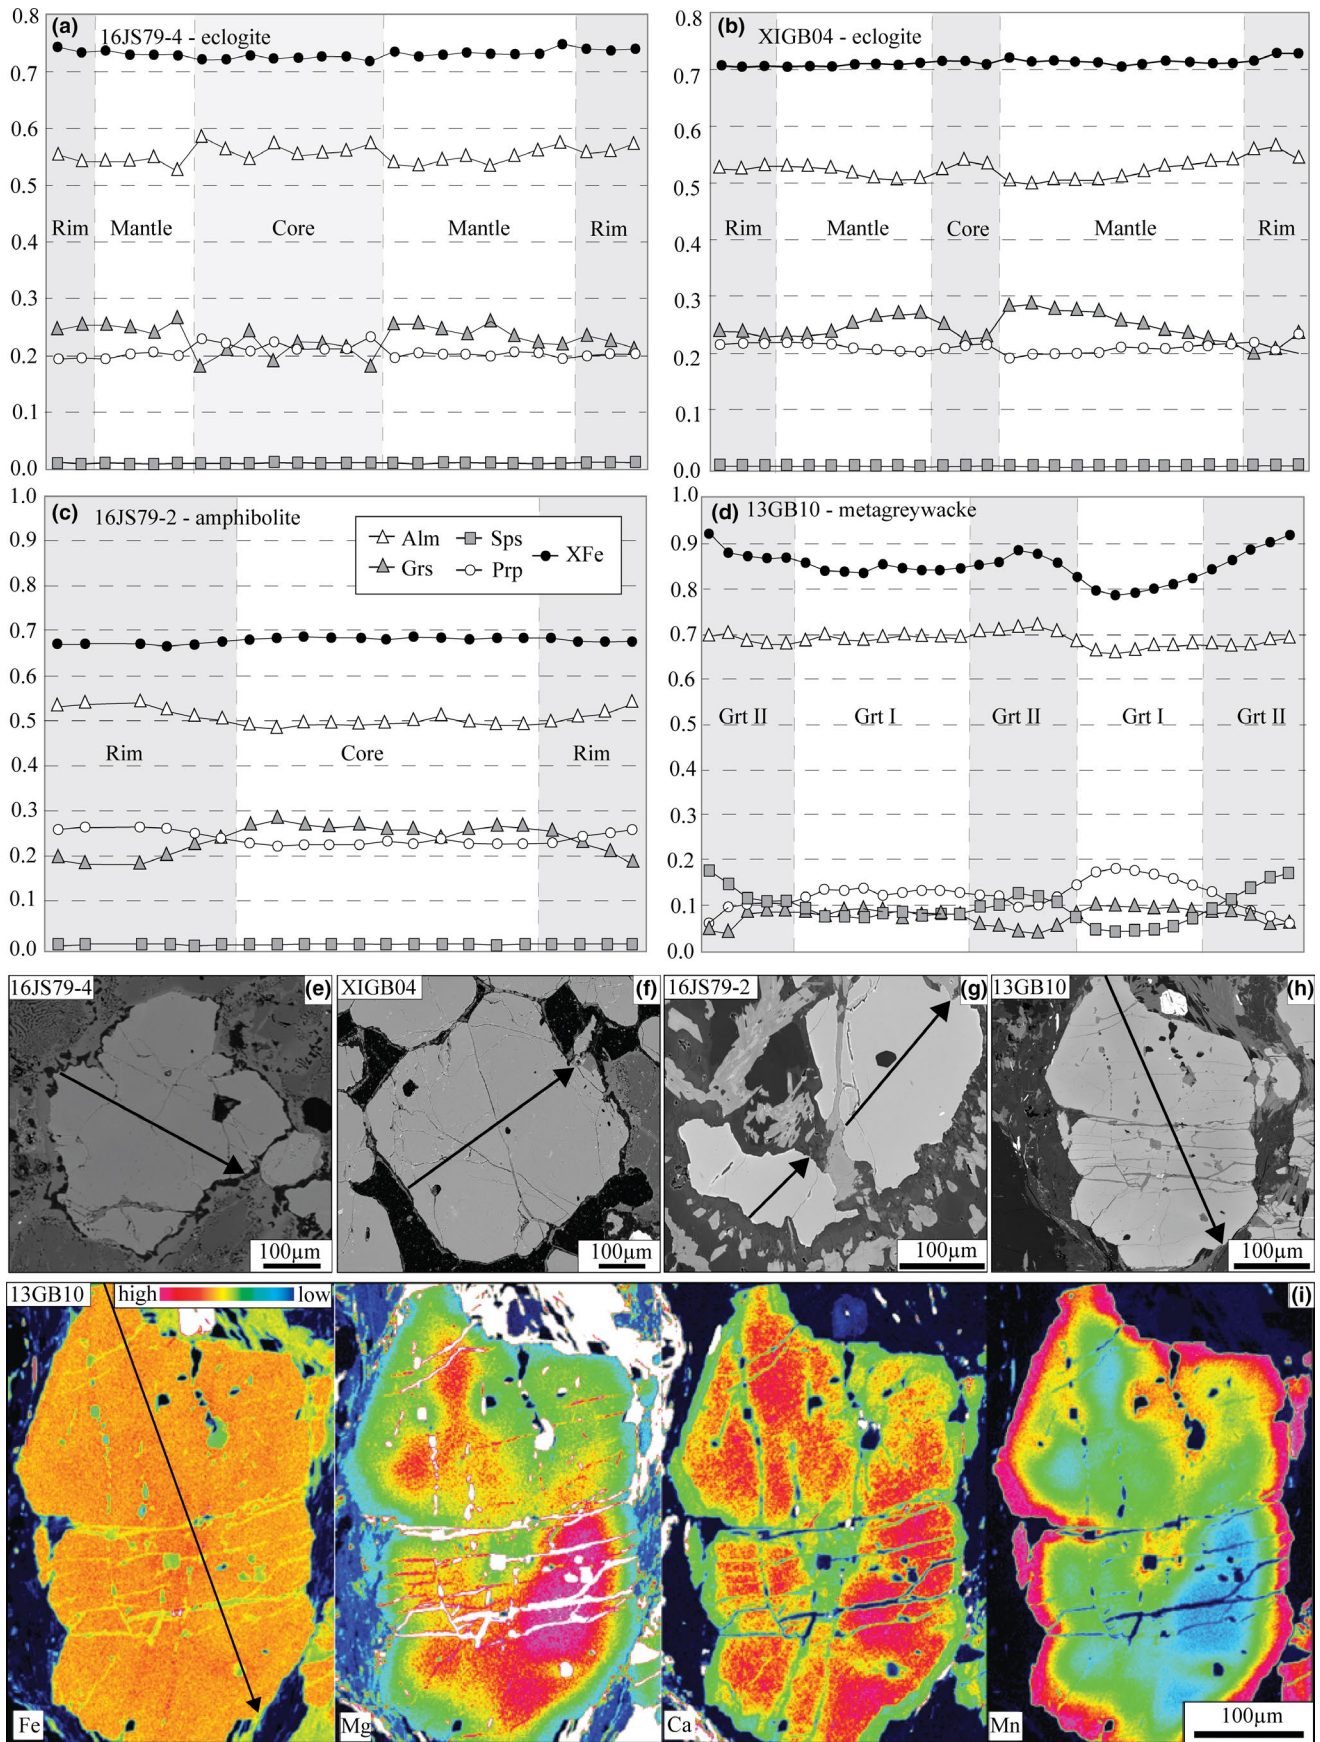 (a) 16JS79-4 - eclogite
0.8
0.7
0.6
0.5
0.4
0.3
0.2
0.1
0.0
Rim Mantle Core Mantle Rim
(b) XIGB04 - eclogite
0.8
0.7
0.6
0.5
0.4
0.3
0.2
0.1
0.0
Rim Mantle Core Mantle Rim
(c) 16JS79-2 - amphibolite
1.0
0.9
0.8
0.7
0.6
0.5
0.4
0.3
0.2
0.1
0.0
Alm Sps XFe
Grs Prp
Rim Core Rim
(d) 13GB10 - metagreywacke
1.0
0.9
0.8
0.7
0.6
0.5
0.4
0.3
0.2
0.1
0.0
Grt II Grt I Grt II Grt I Grt II
16JS79-4 (e)
100µm
XIGB04 (f)
100µm
16JS79-2 (g)
100µm
13GB10 (h)
100µm
13GB10 high low (i)
Fe Mg Ca Mn 100µm